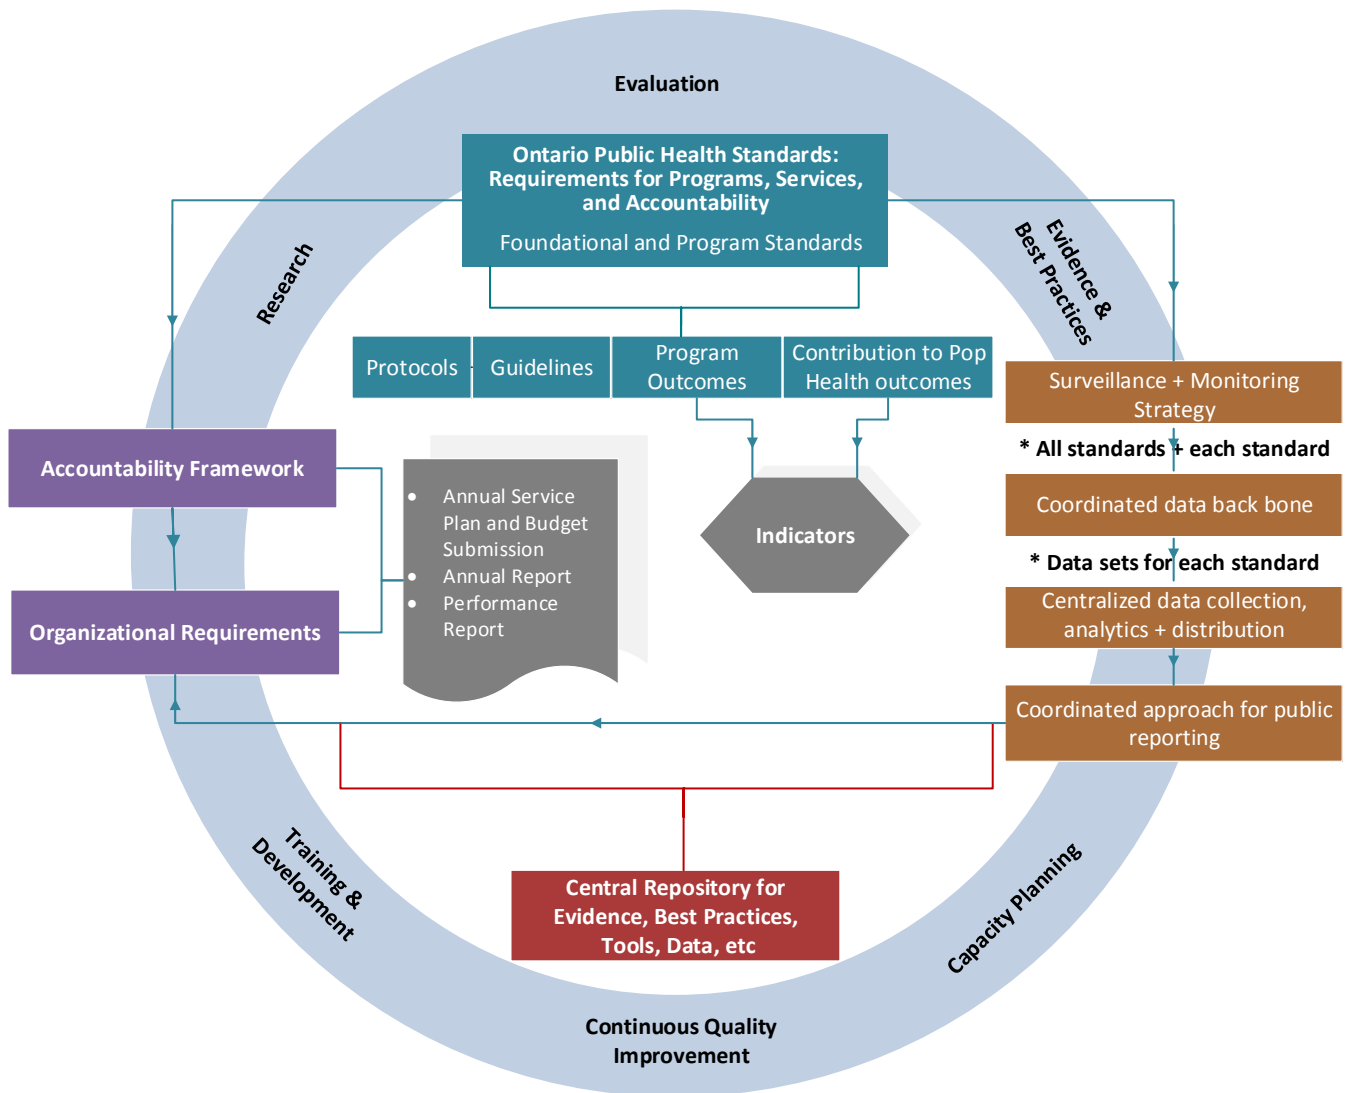 Evaluation
Ontario Public Health Standards:
Requirements for Programs, Services,
and Accountability
Foundational and Program Standards
Research
Evidence &
Best Practices
Protocols
Guidelines
Program
Outcomes
Contribution to Pop
Health outcomes
Surveillance + Monitoring
Strategy
* All standards + each standard
Accountability Framework
• Annual Service
Plan and Budget
Submission
• Annual Report
• Performance
Report
Indicators
Coordinated data back bone
* Data sets for each standard
Organizational Requirements
Centralized data collection,
analytics + distribution
Coordinated approach for public
reporting
Training &
Development
Central Repository for
Evidence, Best Practices,
Tools, Data, etc
Capacity Planning
Continuous Quality
Improvement